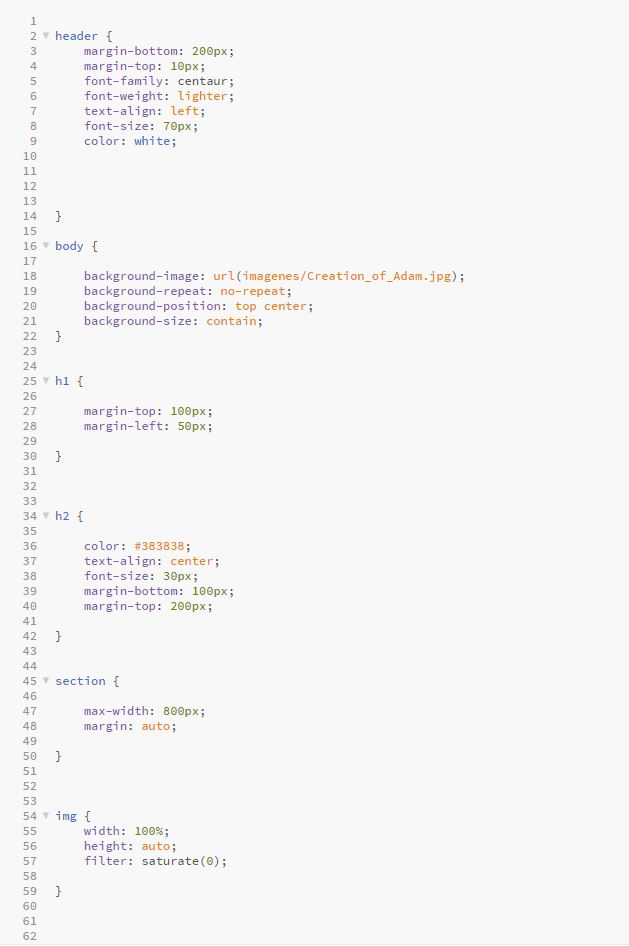 1
2 header {
3     margin-bottom: 200px;
4     margin-top: 10px;
5     font-family: centaur;
6     font-weight: lighter;
7     text-align: left;
8     font-size: 70px;
9     color: white;
10
11
12
13
14 }
15
16 body {
17
18     background-image: url(imagenes/Creation_of_Adam.jpg);
19     background-repeat: no-repeat;
20     background-position: top center;
21     background-size: contain;
22 }
23
24
25 h1 {
26
27     margin-top: 100px;
28     margin-left: 50px;
29
30 }
31
32
33
34 h2 {
35
36     color: #383838;
37     text-align: center;
38     font-size: 30px;
39     margin-bottom: 100px;
40     margin-top: 200px;
41
42 }
43
44
45 section {
46
47     max-width: 800px;
48     margin: auto;
49
50 }
51
52
53
54 img {
55     width: 100%;
56     height: auto;
57     filter: saturate(0);
58
59 }
60
61
62